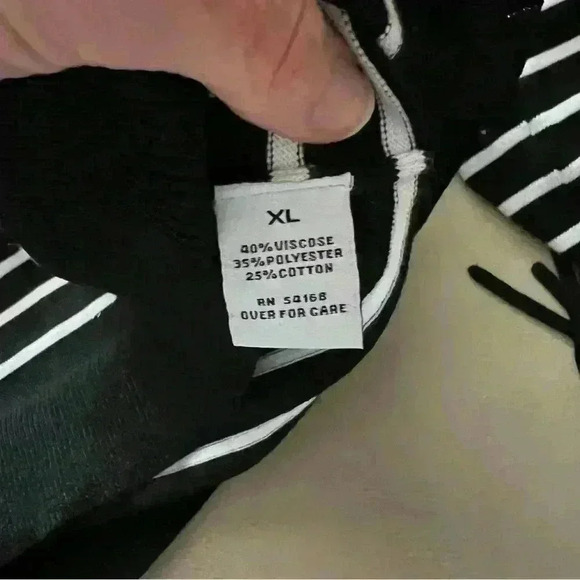 XL
40%VISCOSE
35%POLYESTER
25%COTTON
RN 54168
OVER FOR CARE